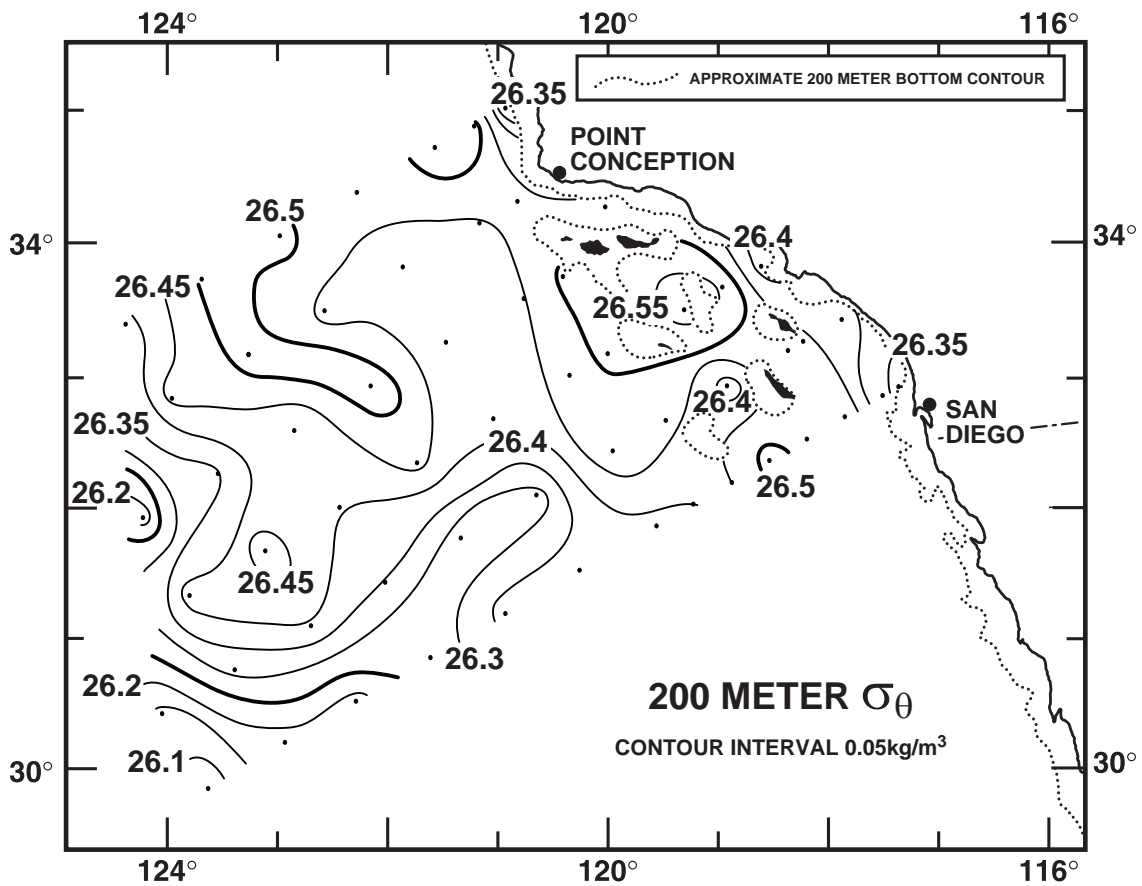 124° 120° 116°
APPROXIMATE 200 METER BOTTOM CONTOUR
26.35
POINT
CONCEPTION
26.5
26.4
34° 34°
26.45
26.55
26.35
26.4
SAN
DIEGO
26.35
26.4
26.2
26.5
26.45
26.3
26.2
200 METER σθ
CONTOUR INTERVAL 0.05kg/m³
26.1
30° 30°
124° 120° 116°